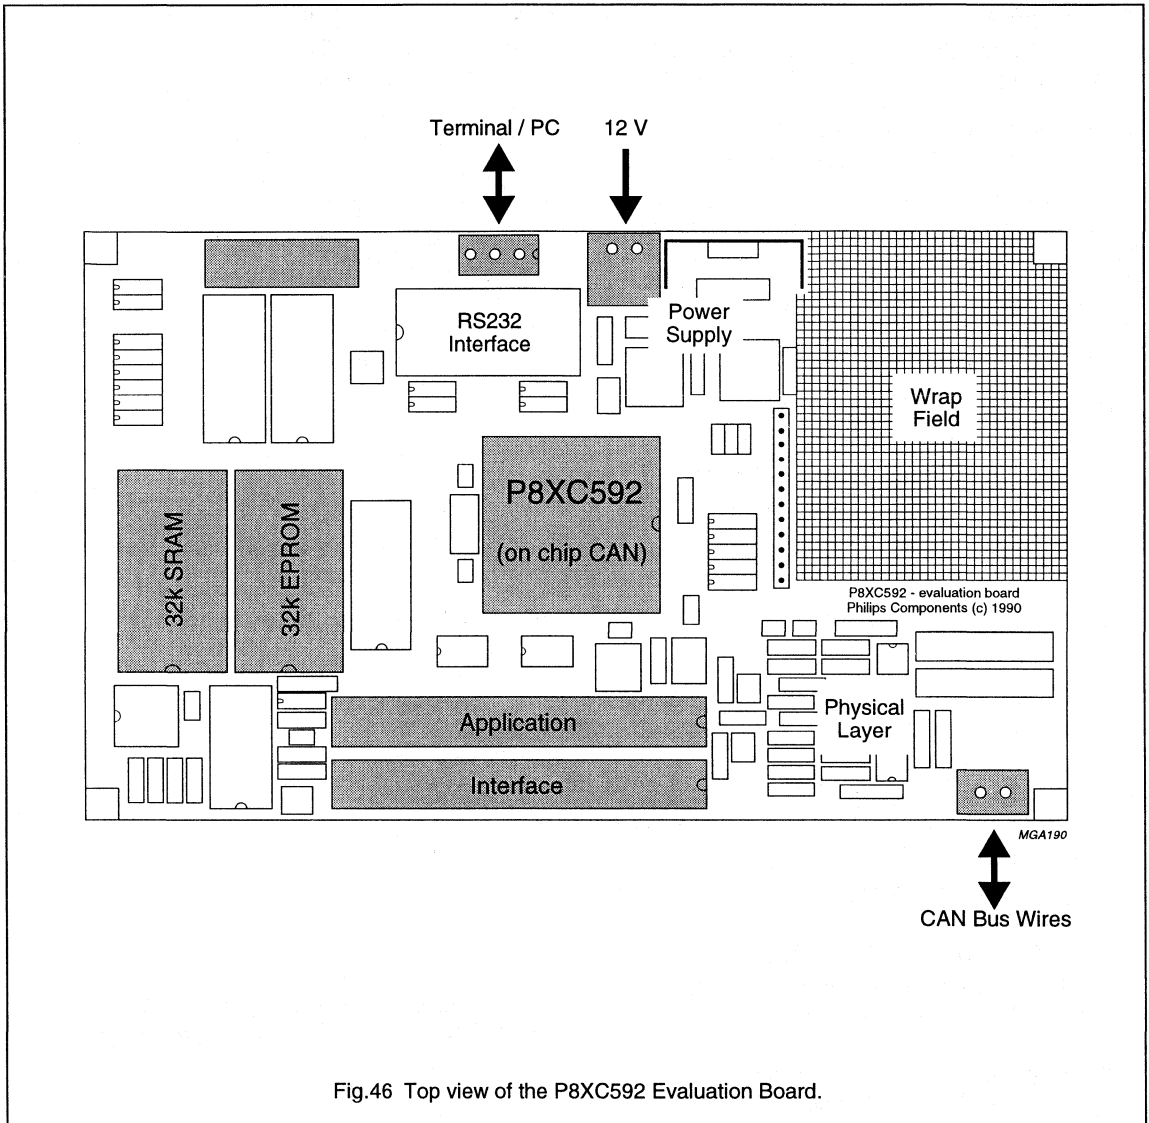 Terminal / PC
12 V
RS232
Interface
Power
Supply
Wrap
Field
P8XC592
(on chip CAN)
32k SRAM
32k EPROM
P8XC592 - evaluation board
Philips Components (c) 1990
Application
Physical
Layer
Interface
MGA190
CAN Bus Wires
Fig.46 Top view of the P8XC592 Evaluation Board.